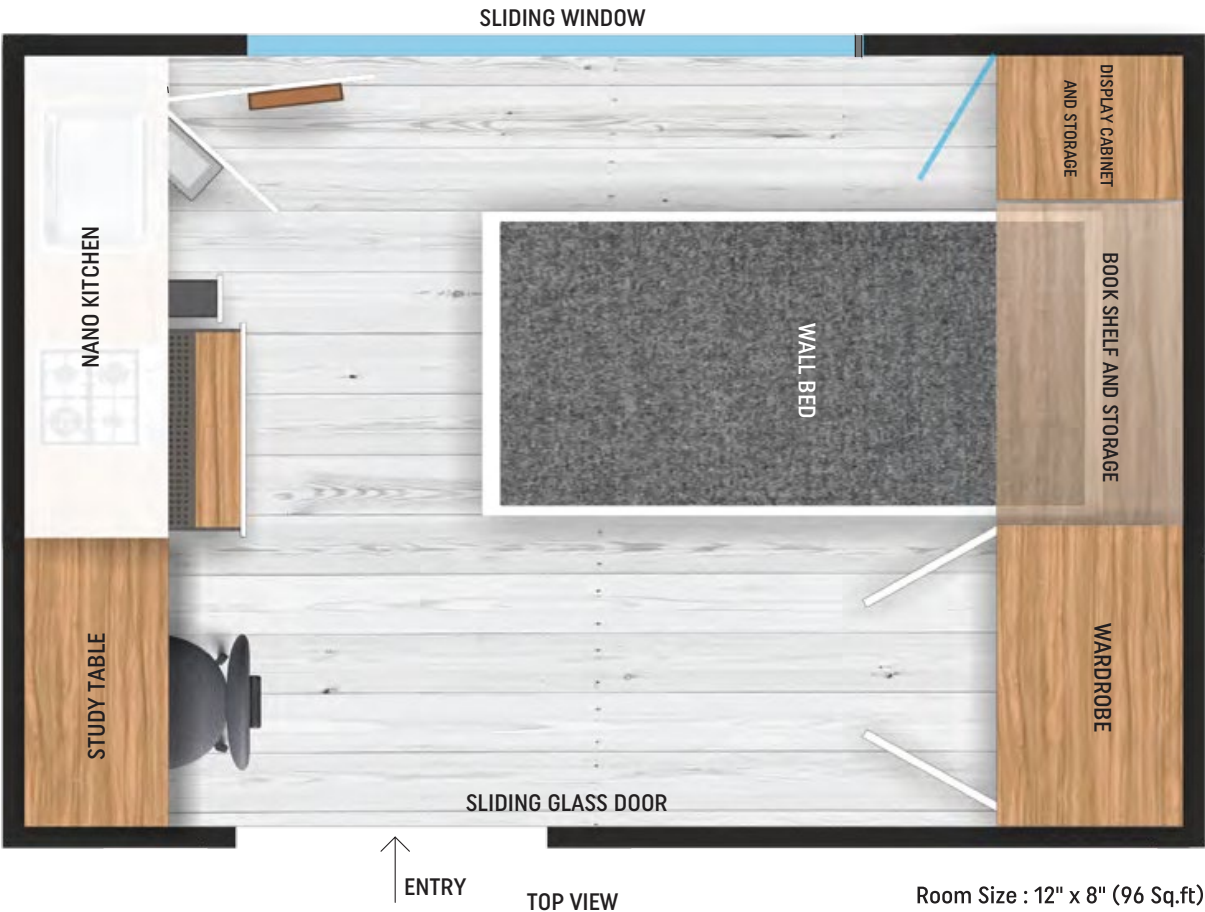 SLIDING WINDOW
DISPLAY CABINET
AND STORAGE
NANO KITCHEN
WALL BED
BOOK SHELF AND STORAGE
STUDY TABLE
WARDROBE
SLIDING GLASS DOOR
ENTRY
TOP VIEW
Room Size : 12" x 8" (96 Sq.ft)